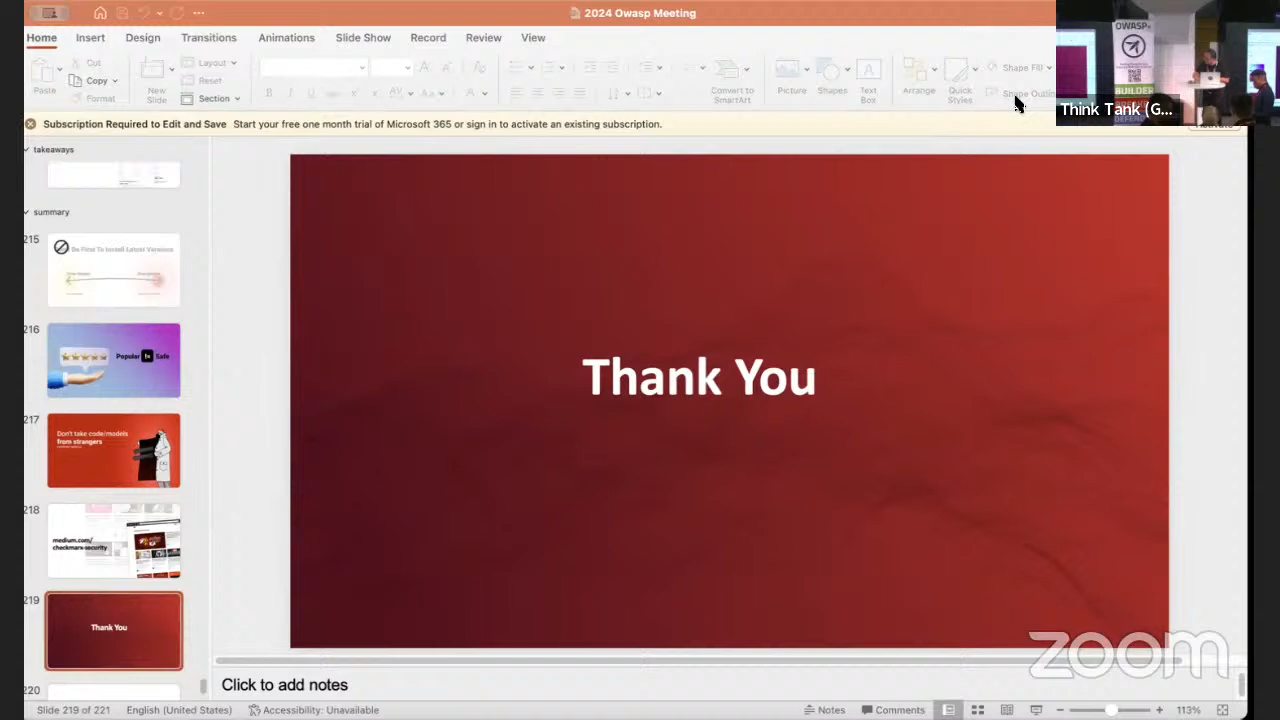 2024 Owasp Meeting
Home Insert Design Transitions Animations Slide Show Record Review View
Paste
Cut
Copy
Format
New Slide
Layout
Reset
Section
Convert to SmartArt
Picture
Shapes
Text Box
Arrange
Quick Styles
Shape Fill
Shape Outlin
OWASP
BUILDER
DEFEND
Think Tank (G...
Subscription Required to Edit and Save Start your free one month trial of Microsoft 365 or sign in to activate an existing subscription.
takeaways
summary
215
Be First To Install Latest Versions
216
Popular != Safe
217
Don't take code/models
from strangers
218
medium.com/
checkmarx-security
219
Thank You
220
Thank You
zoom
Click to add notes
Slide 219 of 221 English (United States) Accessibility: Unavailable Notes Comments 113%